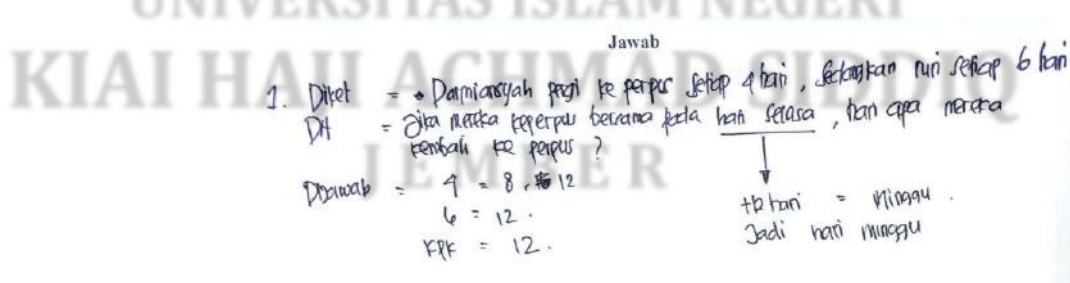 UNIVERSITAS ISLAM NEGERI
KIAI HAJI ACHMAD SIDDIQ
JEMBER
Jawab
1. Diket = • Darmiansyah pergi ke perpus setiap 4 hari, sedangkan nuri setiap 6 hari
DH = Jika mereka keperpus bersama pada hari selasa, hari apa mereka
kembali ke perpus?
Dijawab = 4 = 8, 12
6 = 12.
KPK = 12.
+12 hari = Minggu.
Jadi hari minggu